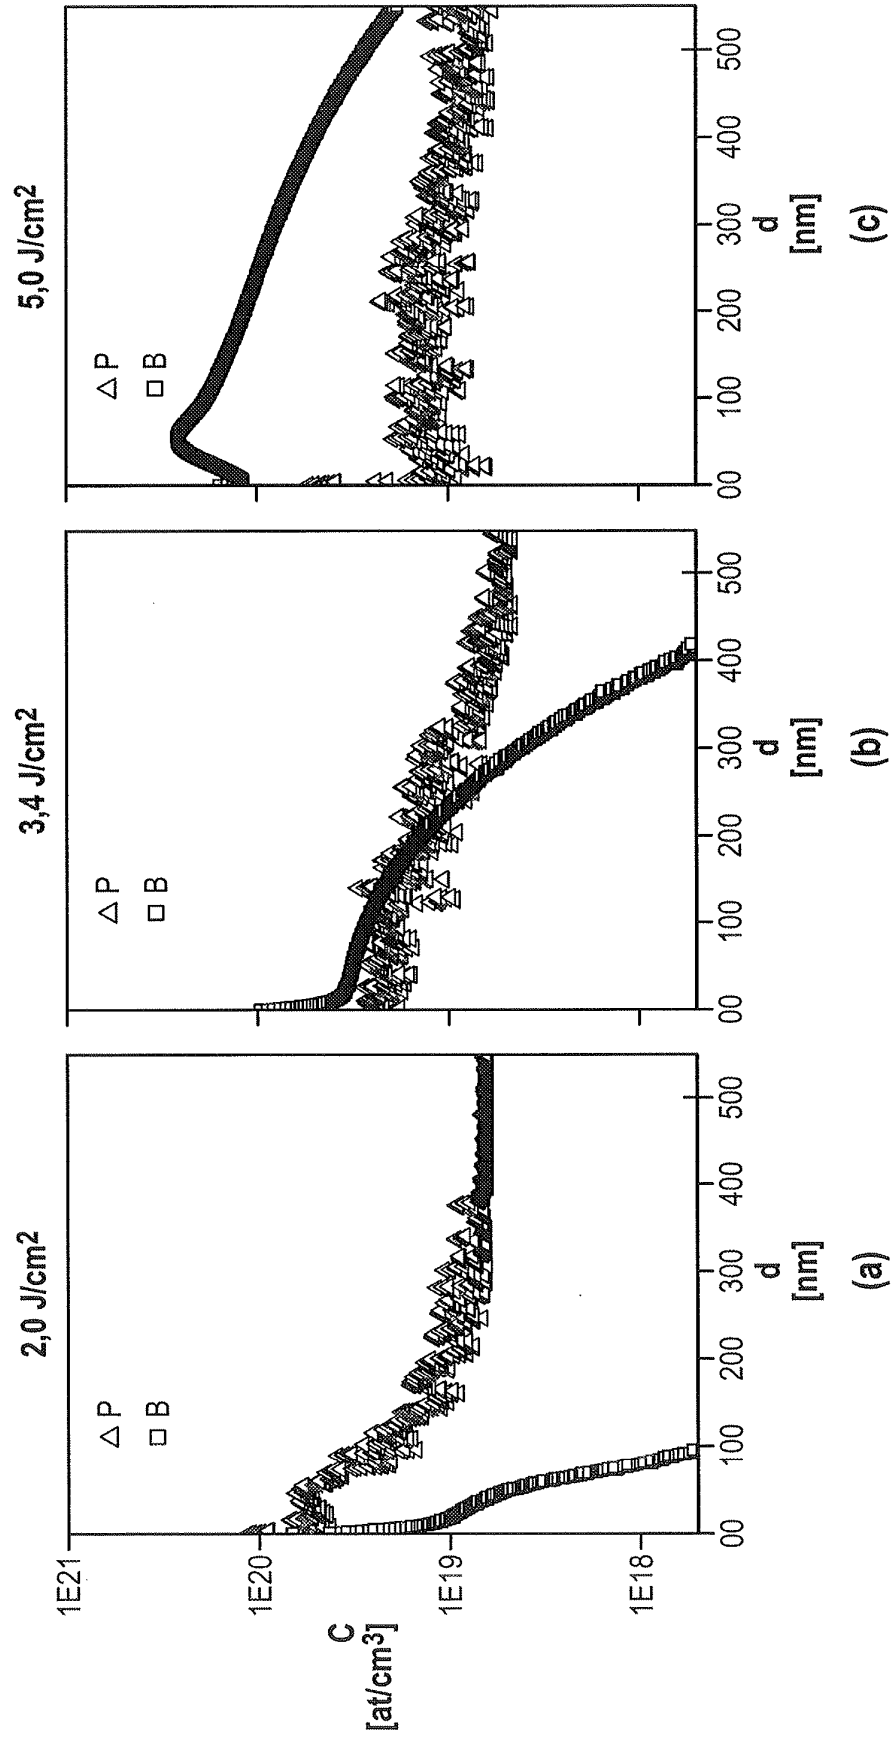 2,0 J/cm2
3,4 J/cm2
5,0 J/cm2
△ P
□ B
△ P
□ B
△ P
□ B
1E21
1E20
1E19
1E18
C
[at/cm3]
00 100 200 300 400 500
00 100 200 300 400 500
00 100 200 300 400 500
d
[nm]
d
[nm]
d
[nm]
(a)
(b)
(c)